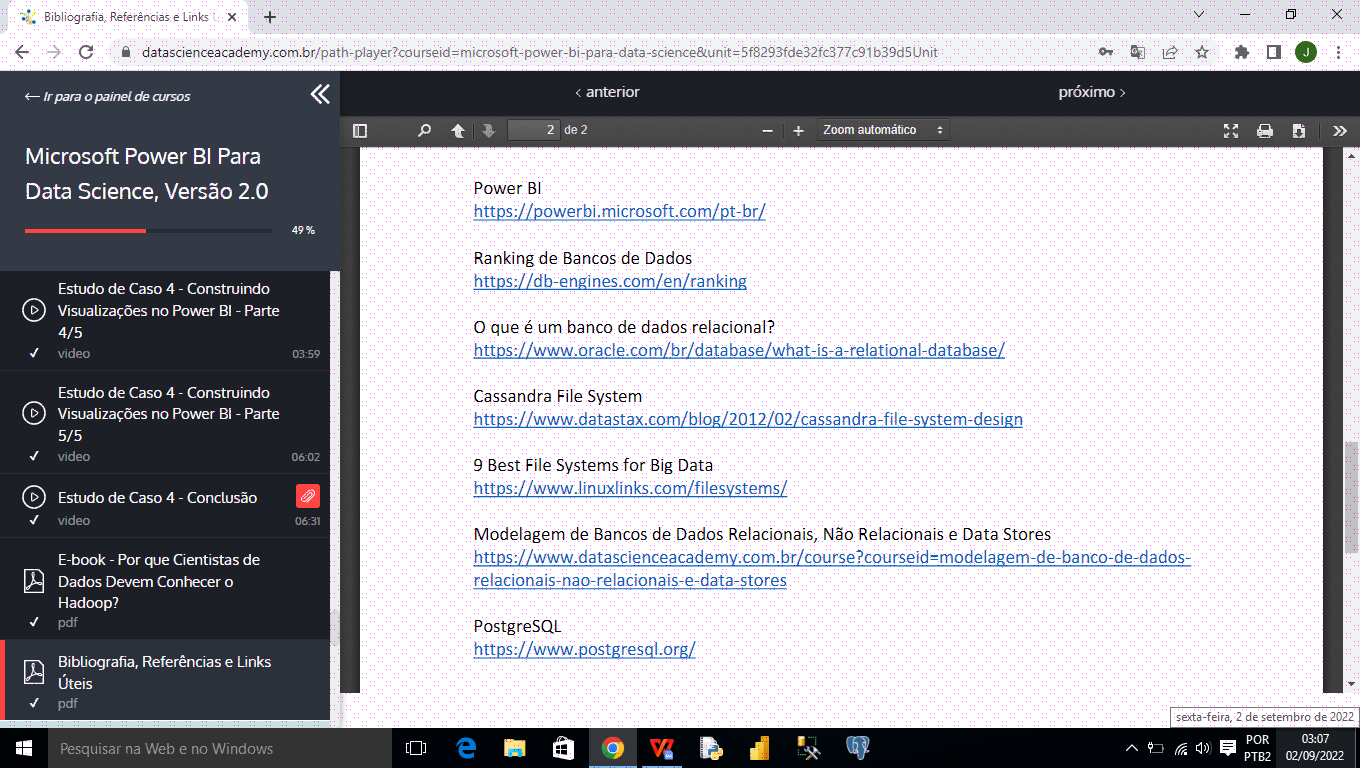 Bibliografia, Referências e Links Ú
datascienceacademy.com.br/path-player?courseid=microsoft-power-bi-para-data-science&unit=5f8293fde32fc377c91b39d5Unit
J
← Ir para o painel de cursos
‹ anterior
próximo ›
2 de 2
Zoom automático
Microsoft Power BI Para
Data Science, Versão 2.0
49 %
Estudo de Caso 4 - Construindo
Visualizações no Power BI - Parte
4/5
video 03:59
Estudo de Caso 4 - Construindo
Visualizações no Power BI - Parte
5/5
video 06:02
Estudo de Caso 4 - Conclusão
video 06:31
E-book - Por que Cientistas de
Dados Devem Conhecer o
Hadoop?
pdf
Bibliografia, Referências e Links
Úteis
pdf
Power BI
https://powerbi.microsoft.com/pt-br/
Ranking de Bancos de Dados
https://db-engines.com/en/ranking
O que é um banco de dados relacional?
https://www.oracle.com/br/database/what-is-a-relational-database/
Cassandra File System
https://www.datastax.com/blog/2012/02/cassandra-file-system-design
9 Best File Systems for Big Data
https://www.linuxlinks.com/filesystems/
Modelagem de Bancos de Dados Relacionais, Não Relacionais e Data Stores
https://www.datascienceacademy.com.br/course?courseid=modelagem-de-banco-de-dados-
relacionais-nao-relacionais-e-data-stores
PostgreSQL
https://www.postgresql.org/
sexta-feira, 2 de setembro de 2022
Pesquisar na Web e no Windows
POR
PTB2
03:07
02/09/2022